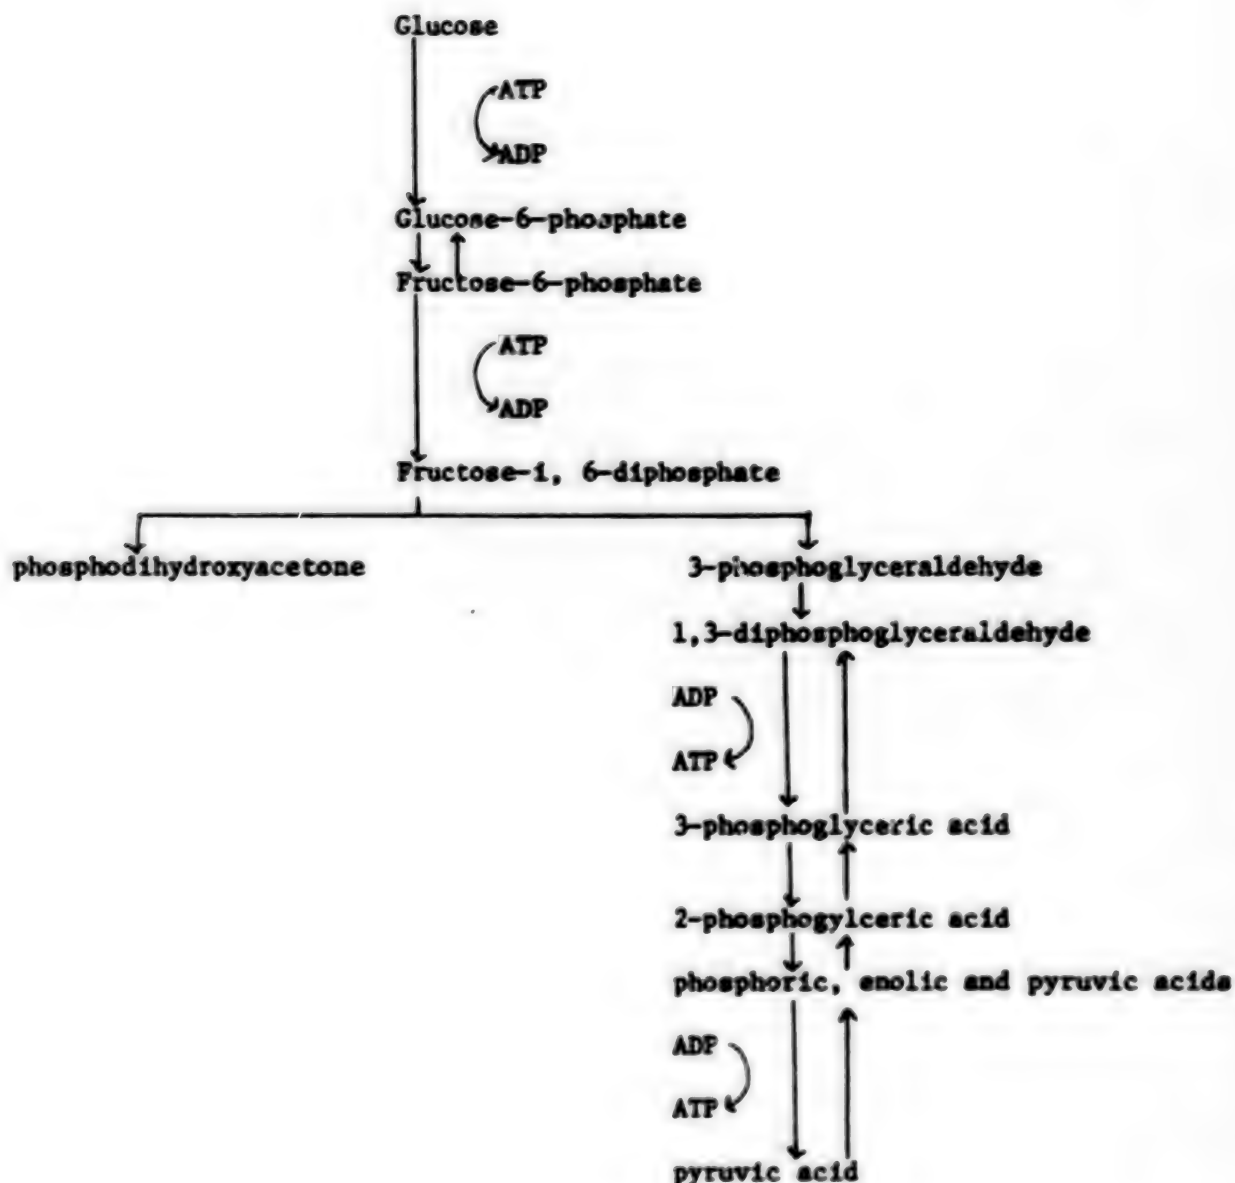 Glucose
ATP
ADP
Glucose-6-phosphate
Fructose-6-phosphate
ATP
ADP
Fructose-1, 6-diphosphate
phosphodihydroxyacetone
3-phosphoglyceraldehyde
1,3-diphosphoglyceraldehyde
ADP
ATP
3-phosphoglyceric acid
2-phosphogylceric acid
phosphoric, enolic and pyruvic acids
ADP
ATP
pyruvic acid